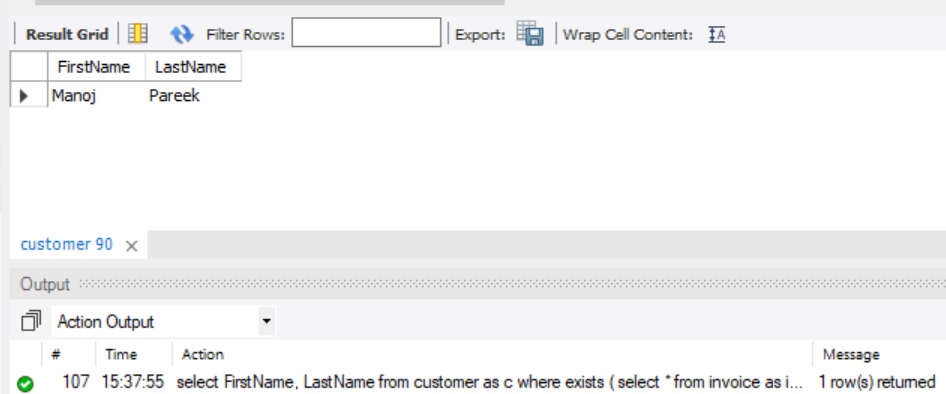 Result Grid Filter Rows: Export: Wrap Cell Content: IA
FirstName LastName
Manoj Pareek
customer 90
Output
Action Output
# Time Action Message
107 15:37:55 select FirstName, LastName from customer as c where exists ( select * from invoice as i... 1 row(s) returned